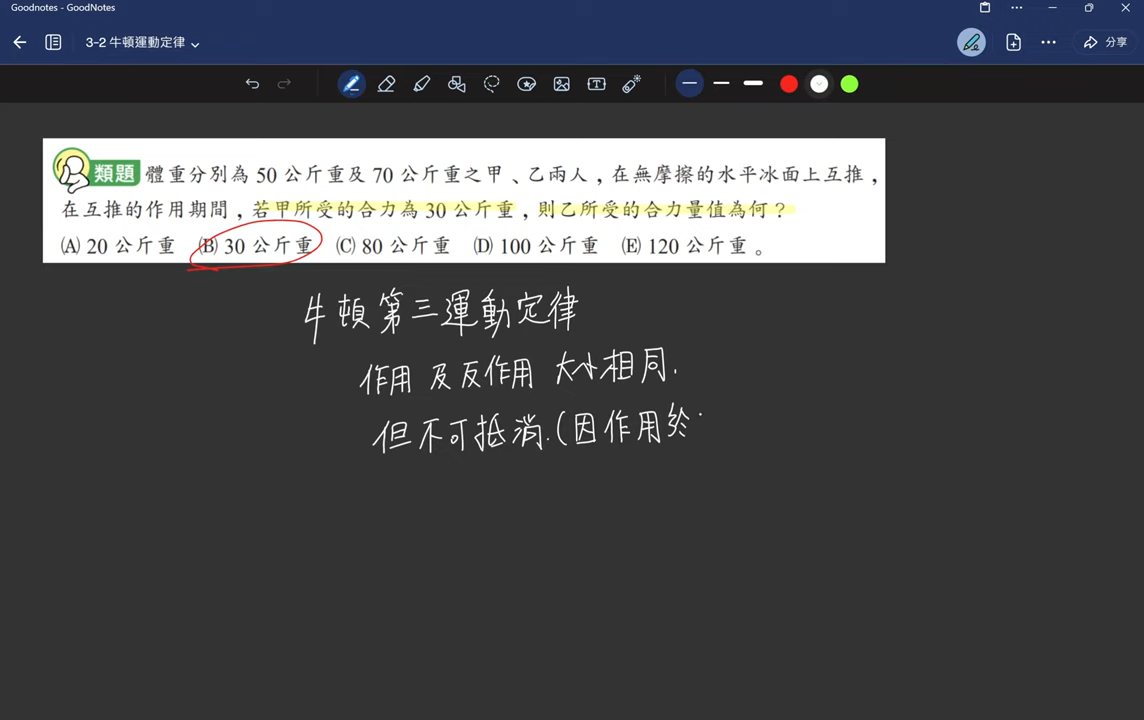 Goodnotes - GoodNotes
3-2 牛頓運動定律
分享
類題 體重分別為 50 公斤重及 70 公斤重之甲、乙兩人，在無摩擦的水平冰面上互推，
在互推的作用期間，若甲所受的合力為 30 公斤重，則乙所受的合力量值為何？
(A) 20 公斤重 (B) 30 公斤重 (C) 80 公斤重 (D) 100 公斤重 (E) 120 公斤重。
牛頓第三運動定律
作用及反作用 大小相同.
但不可抵消.(因作用於